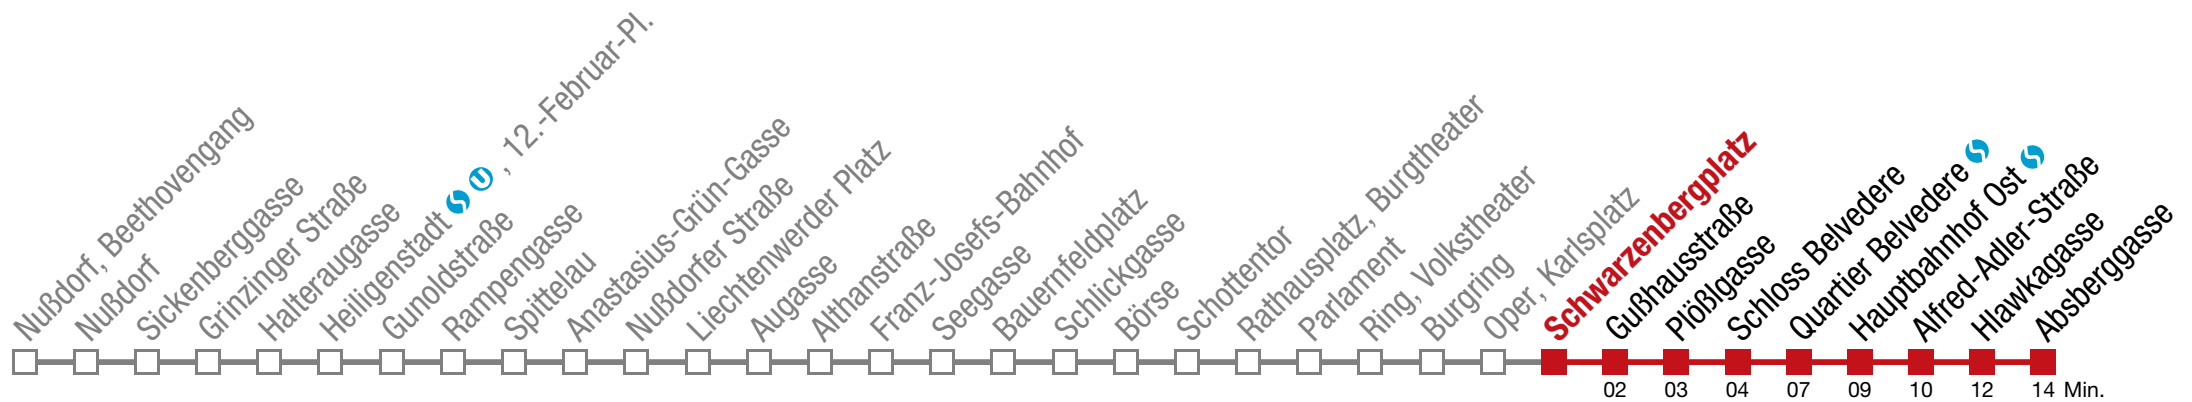 Nußdorf, Beethovengang
Nußdorf
Sickenberggasse
Grinzinger Straße
Halteraugasse
Heiligenstadt S U , 12.-Februar-Pl.
Gunoldstraße
Rampengasse
Spittelau
Anastasius-Grün-Gasse
Nußdorfer Straße
Liechtenwerder Platz
Augasse
Althanstraße
Franz-Josefs-Bahnhof
Seegasse
Bauernfeldplatz
Schlickgasse
Börse
Schottentor
Rathausplatz, Burgtheater
Parlament
Ring, Volkstheater
Burgring
Oper, Karlsplatz
Schwarzenbergplatz
Gußhausstraße
Plößlgasse
Schloss Belvedere
Quartier Belvedere S
Hauptbahnhof Ost S
Alfred-Adler-Straße
Hlawkagasse
Absberggasse
02 03 04 07 09 10 12 14 Min.